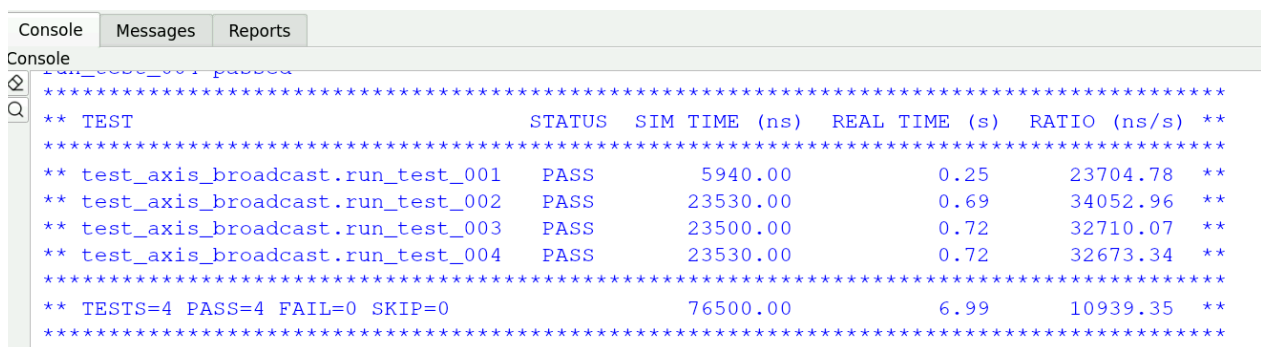 Console Messages Reports
Console
run_test_004 passed
******************************************************************************************
** TEST STATUS SIM TIME (ns) REAL TIME (s) RATIO (ns/s) **
******************************************************************************************
** test_axis_broadcast.run_test_001 PASS 5940.00 0.25 23704.78 **
** test_axis_broadcast.run_test_002 PASS 23530.00 0.69 34052.96 **
** test_axis_broadcast.run_test_003 PASS 23500.00 0.72 32710.07 **
** test_axis_broadcast.run_test_004 PASS 23530.00 0.72 32673.34 **
******************************************************************************************
** TESTS=4 PASS=4 FAIL=0 SKIP=0 76500.00 6.99 10939.35 **
******************************************************************************************